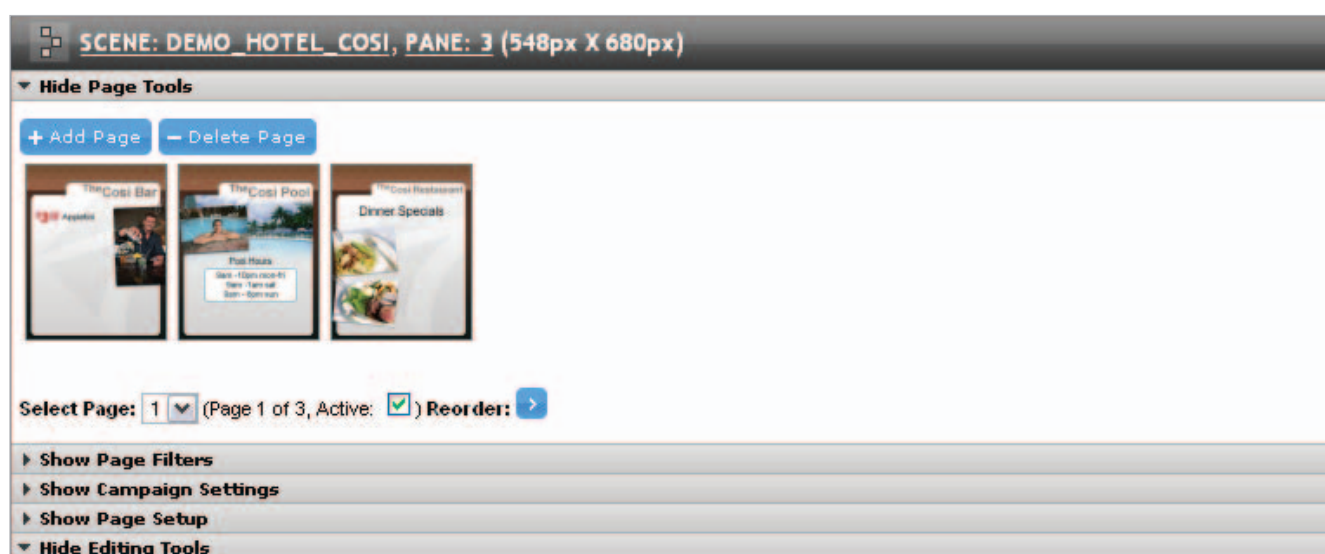 SCENE: DEMO_HOTEL_COSI, PANE: 3 (548px X 680px)
Hide Page Tools
+ Add Page
− Delete Page
The Cosi Bar
The Cosi Pool
The Cosi Restaurant
Dinner Specials
Pool Hours
Select Page: 1 (Page 1 of 3, Active: ) Reorder: >
Show Page Filters
Show Campaign Settings
Show Page Setup
Hide Editing Tools